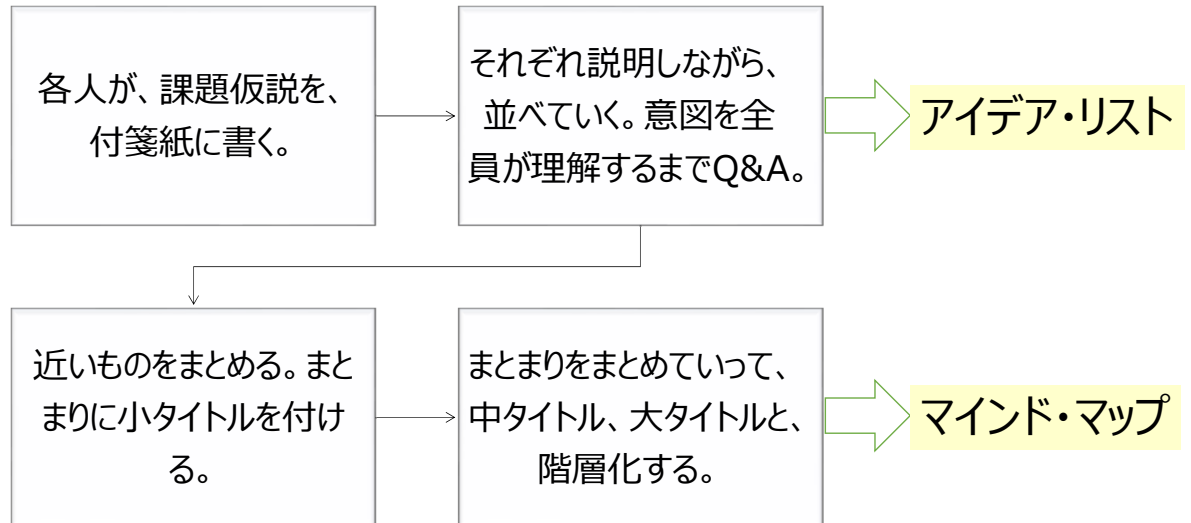 各人が、課題仮説を、
付箋紙に書く。
それぞれ説明しながら、
並べていく。意図を全
員が理解するまでQ&A。
アイデア・リスト
近いものをまとめる。まと
まりに小タイトルを付け
る。
まとまりをまとめていって、
中タイトル、大タイトルと、
階層化する。
マインド・マップ